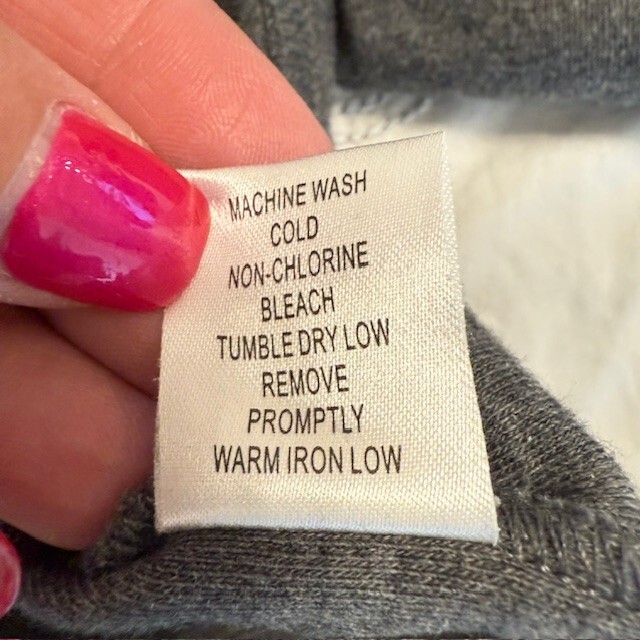 MACHINE WASH
COLD
NON-CHLORINE
BLEACH
TUMBLE DRY LOW
REMOVE
PROMPTLY
WARM IRON LOW